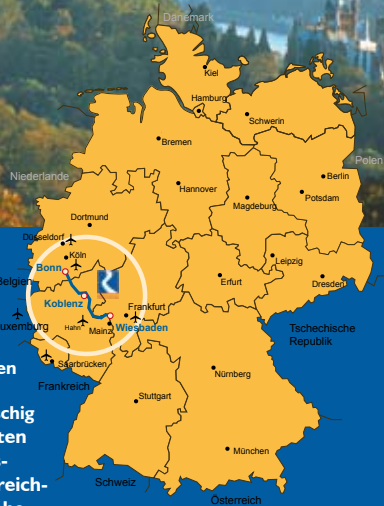 Dänemark
Kiel
Hamburg
Schwerin
Bremen
Polen
Niederlande
Berlin
Hannover
Potsdam
Magdeburg
Dortmund
Düsseldorf
Köln
Leipzig
Bonn
Erfurt
Dresden
Belgien
Koblenz
Frankfurt
Luxemburg
Hahn
Mainz
Wiesbaden
Tschechische
Republik
en
Saarbrücken
Frankreich
Nürnberg
Stuttgart
schig
ten
s-
München
reich-
Schweiz
Österreich